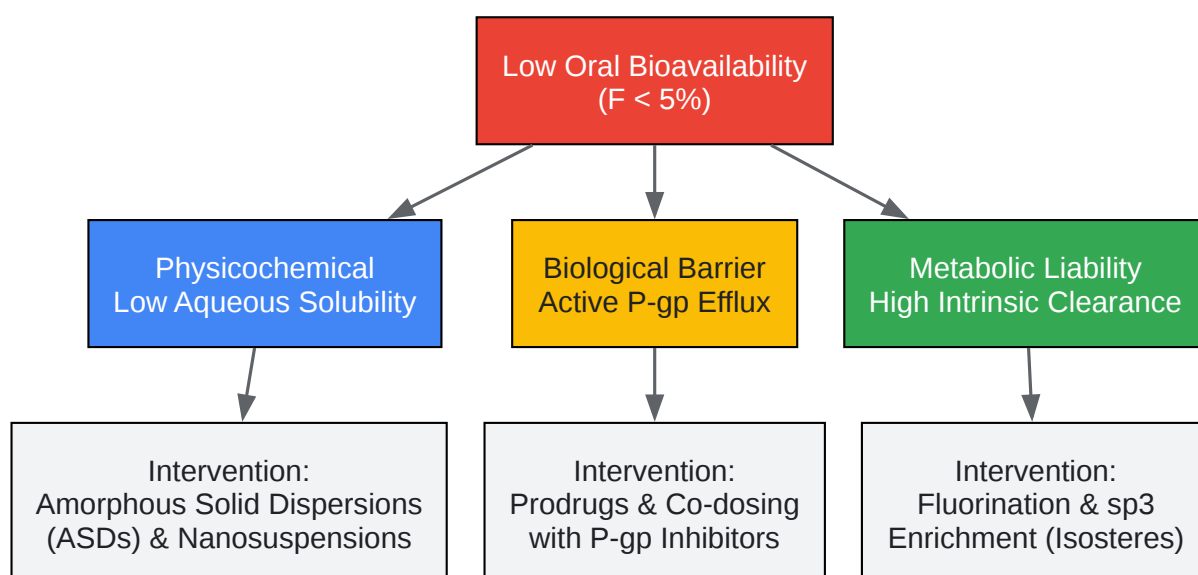 Low Oral Bioavailability
(F < 5%)
Physicochemical
Low Aqueous Solubility
Biological Barrier
Active P-gp Efflux
Metabolic Liability
High Intrinsic Clearance
Intervention:
Amorphous Solid Dispersions
(ASDs) & Nanosuspensions
Intervention:
Prodrugs & Co-dosing
with P-gp Inhibitors
Intervention:
Fluorination & sp3
Enrichment (Isosteres)